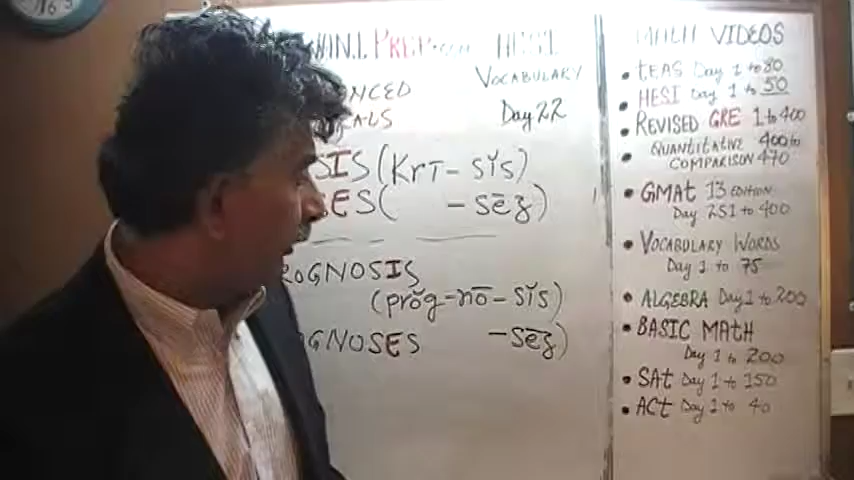 HESI
VOCABULARY
Day 22
SIS (Krī-sĭs)
SES ( -sēz)
ROGNOSIS
(prŏg-nō-sĭs)
OGNOSES -sēz)
MATH VIDEOS
• TEAS Day 1 to 80
• HESI Day 1 to 50
• REVISED GRE 1 to 400
• QUANTITATIVE 400 to
COMPARISON 470
• GMAT 13 EDITION
Day 251 to 400
• VOCABULARY WORDS
Day 1 to 75
• ALGEBRA Day 1 to 200
• BASIC MATH
Day 1 to 200
• SAT Day 1 to 150
• ACT Day 1 to 40